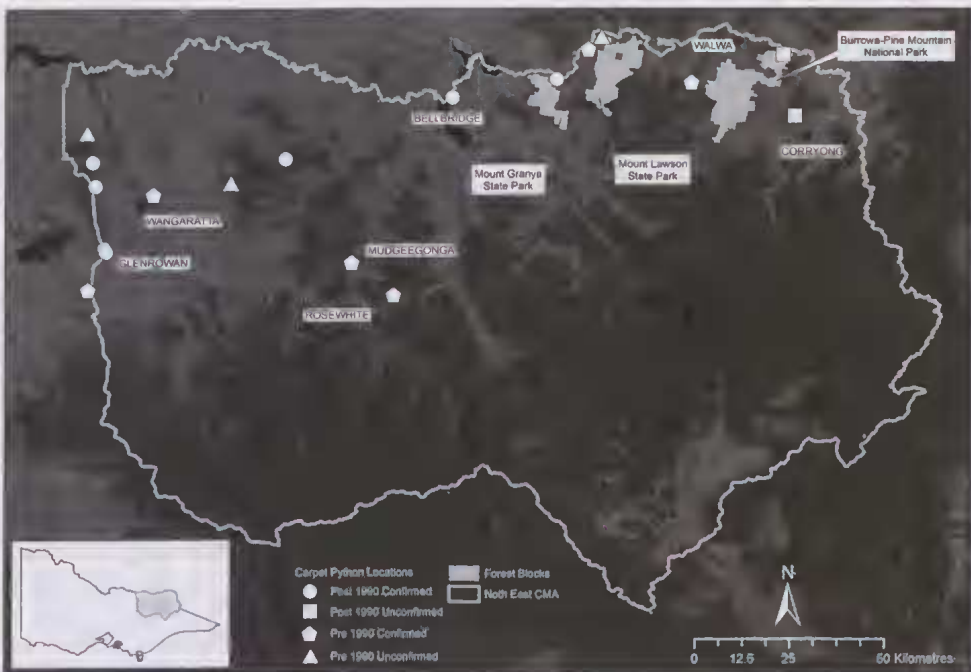 WALWA
Burrowa-Pine Mountain
National Park
BELLBRIDGE
CORRYONG
Mount Granya
State Park
Mount Lawson
State Park
WANGARATTA
MUDGEEGONGA
GLENROWAN
ROSEWHITE
Carpet Python Locations
Post 1990 Confirmed
Post 1990 Unconfirmed
Pre 1990 Confirmed
Pre 1990 Unconfirmed
Forest Blocks
North East CMA
N
0 12.5 25 50 Kilometres